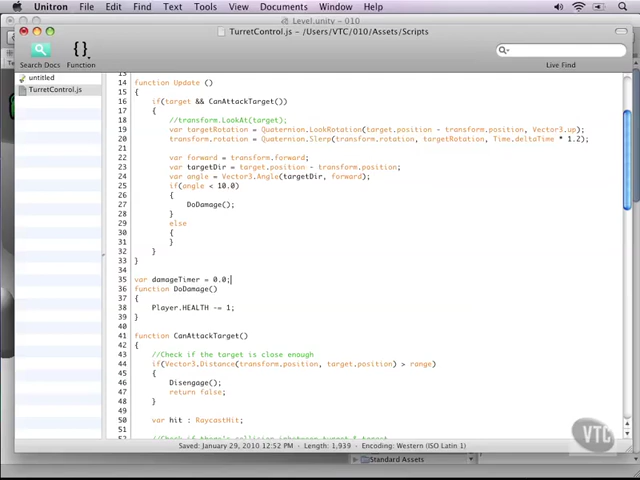 Unitron File Edit Find Text Tools View Documents Window Help
Level.unity — 010
TurretControl.js – /Users/VTC/010/Assets/Scripts
Search Docs Function Live Find
untitled
TurretControl.js
13
14 function Update ()
15 {
16 if(target && CanAttackTarget())
17 {
18 //transform.LookAt(target);
19 var targetRotation = Quaternion.LookRotation(target.position - transform.position, Vector3.up);
20 transform.rotation = Quaternion.Slerp(transform.rotation, targetRotation, Time.deltaTime * 1.2);
21
22 var forward = transform.forward;
23 var targetDir = target.position - transform.position;
24 var angle = Vector3.Angle(targetDir, forward);
25 if(angle < 10.0)
26 {
27 DoDamage();
28 }
29 else
30 {
31 }
32 }
33 }
34
35 var damageTimer = 0.0;
36 function DoDamage()
37 {
38 Player.HEALTH -= 1;
39 }
40
41 function CanAttackTarget()
42 {
43 //Check if the target is close enough
44 if(Vector3.Distance(transform.position, target.position) > range)
45 {
46 Disengage();
47 return false;
48 }
49
50 var hit : RaycastHit;
51
Saved: January 29, 2010 12:52 PM • Length: 1,939 • Encoding: Western (ISO Latin 1)
VTC
Standard Assets